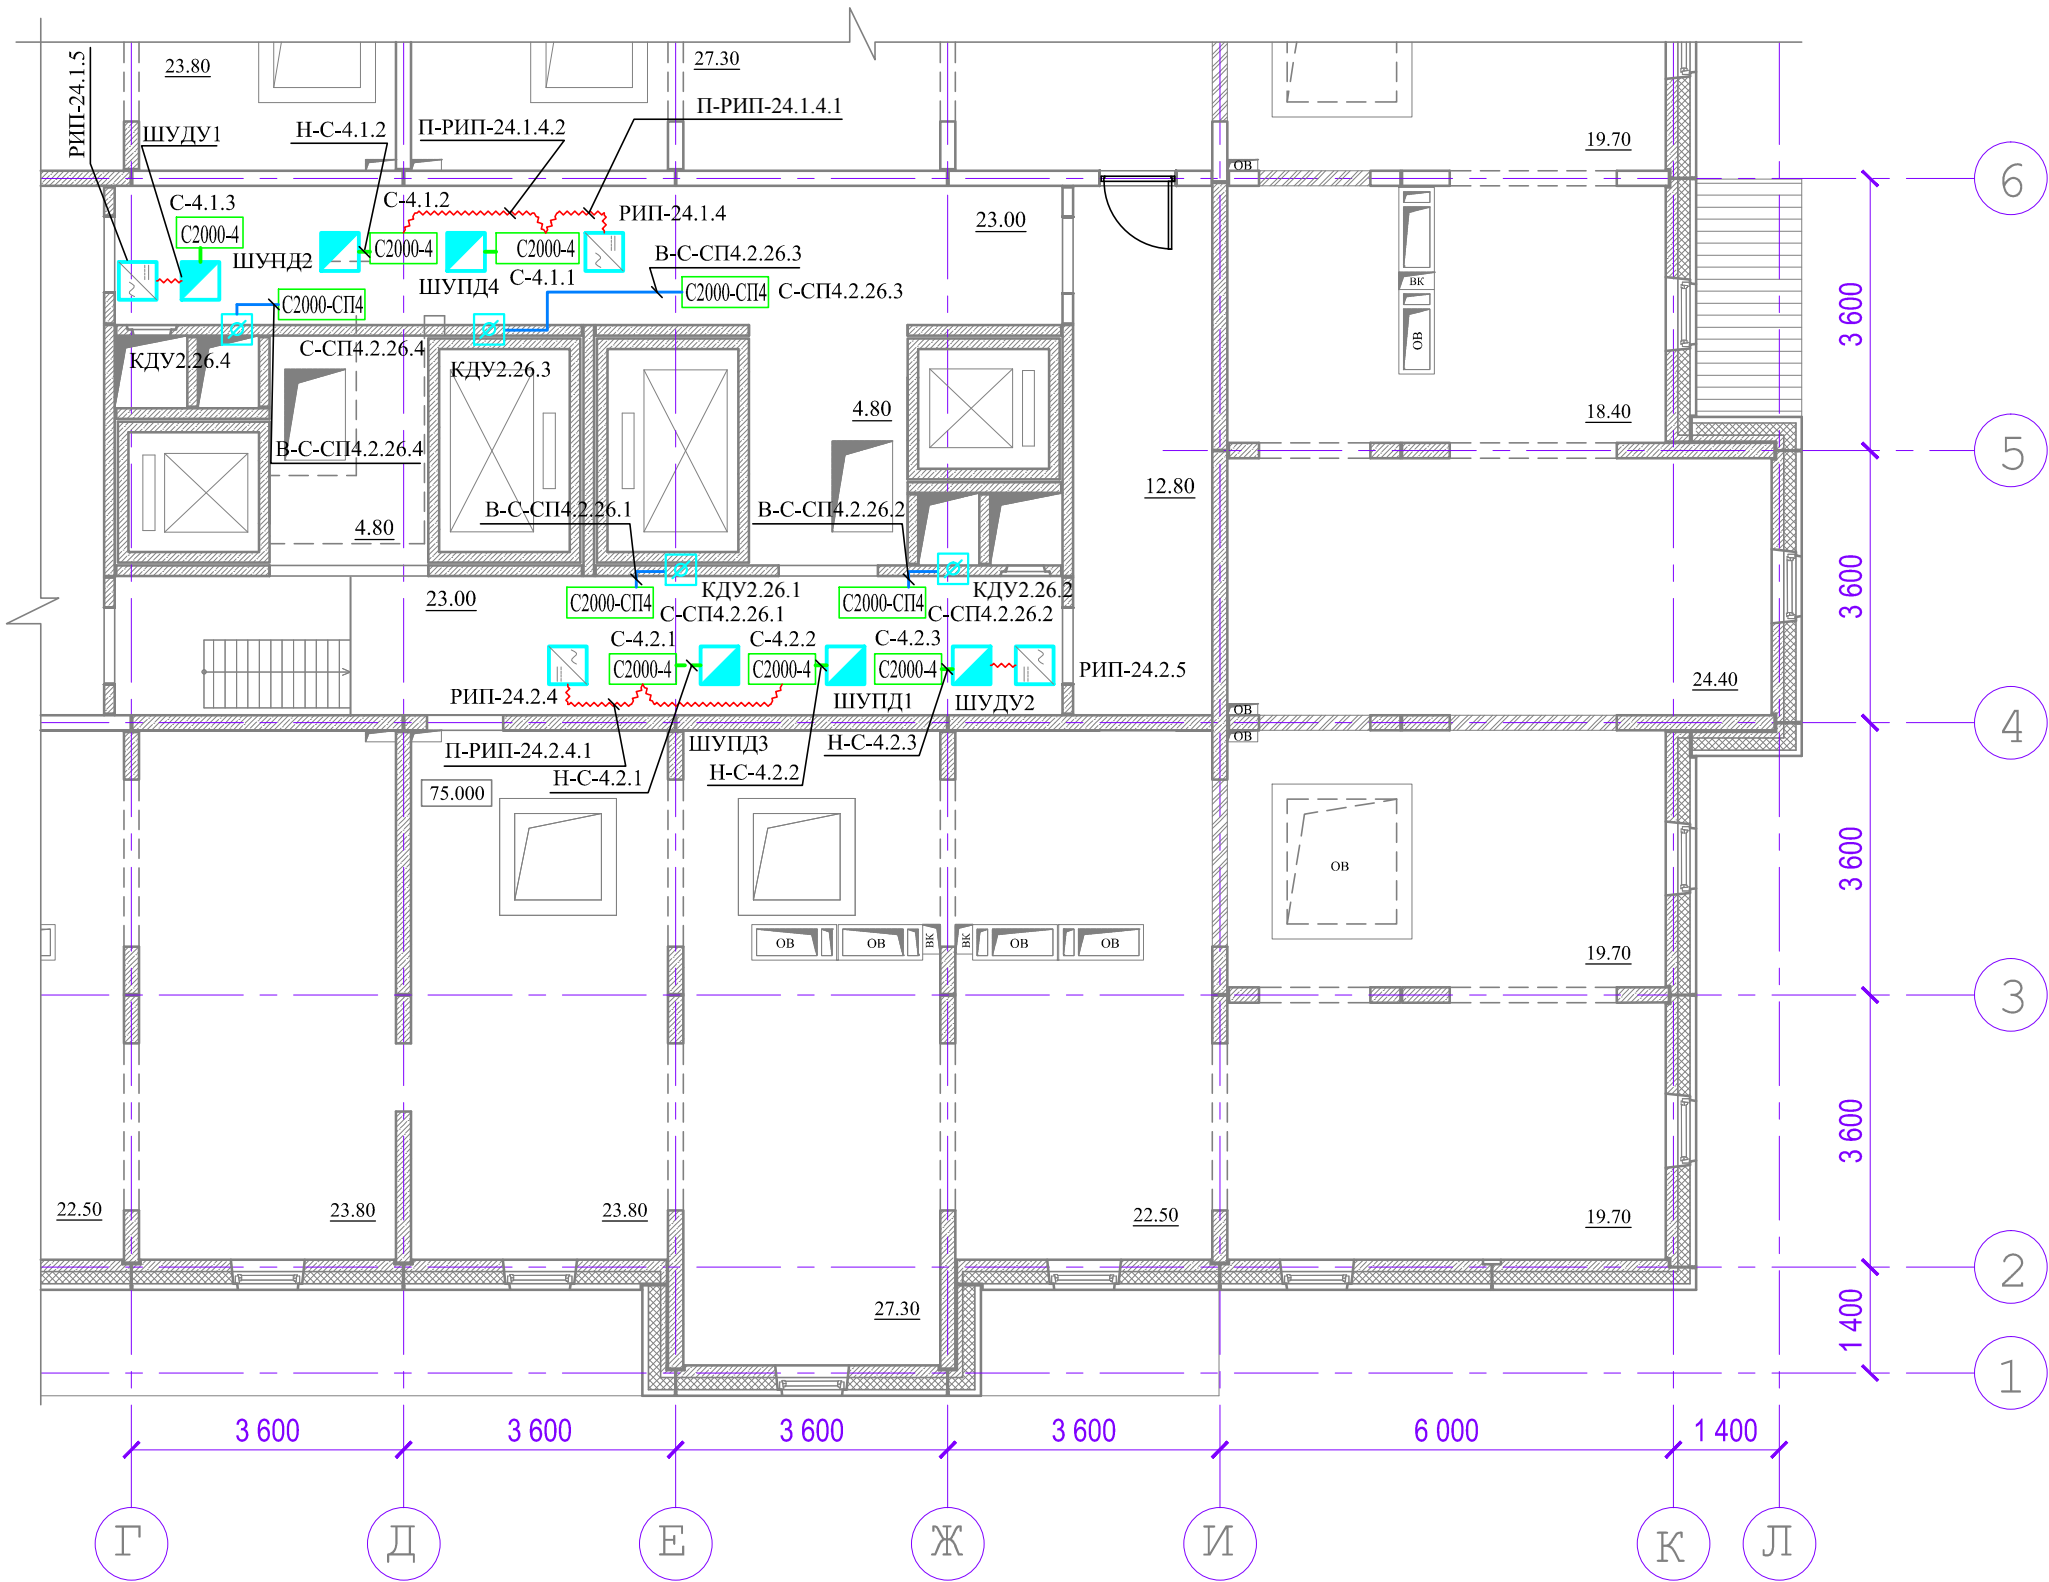 23.80
27.30
РИП-24.1.5
ШУДУ1
Н-С-4.1.2
П-РИП-24.1.4.2
П-РИП-24.1.4.1
19.70
ОВ
6
С-4.1.3
С-4.1.2
РИП-24.1.4
23.00
С2000-4
С2000-4
С2000-4
ШУПД2
ШУПД4
С-4.1.1
В-С-СП4.2.26.3
С2000-СП4
С-СП4.2.26.3
С2000-СП4
ВК
ОВ
3 600
КДУ2.26.4
С-СП4.2.26.4
КДУ2.26.3
4.80
18.40
В-С-СП4.2.26.4
5
12.80
4.80
В-С-СП4.2.26.1
В-С-СП4.2.26.2
3 600
КДУ2.26.1
КДУ2.26.2
23.00
С2000-СП4
С2000-СП4
С-СП4.2.26.1
С-СП4.2.26.2
С-4.2.1
С-4.2.2
С-4.2.3
С2000-4
С2000-4
С2000-4
РИП-24.2.5
РИП-24.2.4
ШУПД1
ШУДУ2
24.40
ОВ
4
ОВ
П-РИП-24.2.4.1
ШУПД3
Н-С-4.2.3
Н-С-4.2.1
Н-С-4.2.2
75.000
ОВ
3 600
ОВ
ОВ
ВК
ВК
ОВ
ОВ
19.70
3
3 600
22.50
23.80
23.80
22.50
19.70
2
27.30
1 400
1
3 600
3 600
3 600
3 600
6 000
1 400
Г
Д
Е
Ж
И
К
Л